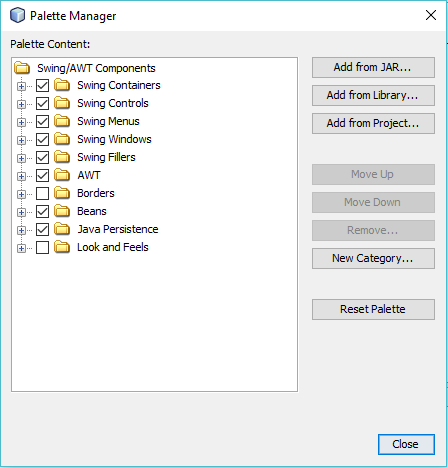 Palette Manager
Palette Content:
Swing/AWT Components
Swing Containers
Swing Controls
Swing Menus
Swing Windows
Swing Fillers
AWT
Borders
Beans
Java Persistence
Look and Feels
Add from JAR...
Add from Library...
Add from Project...
Move Up
Move Down
Remove...
New Category...
Reset Palette
Close